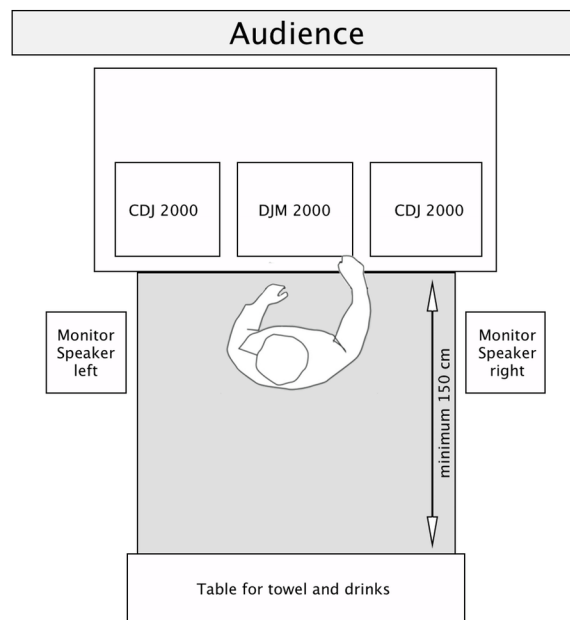 Audience
CDJ 2000
DJM 2000
CDJ 2000
Monitor
Speaker
left
Monitor
Speaker
right
minimum 150 cm
Table for towel and drinks